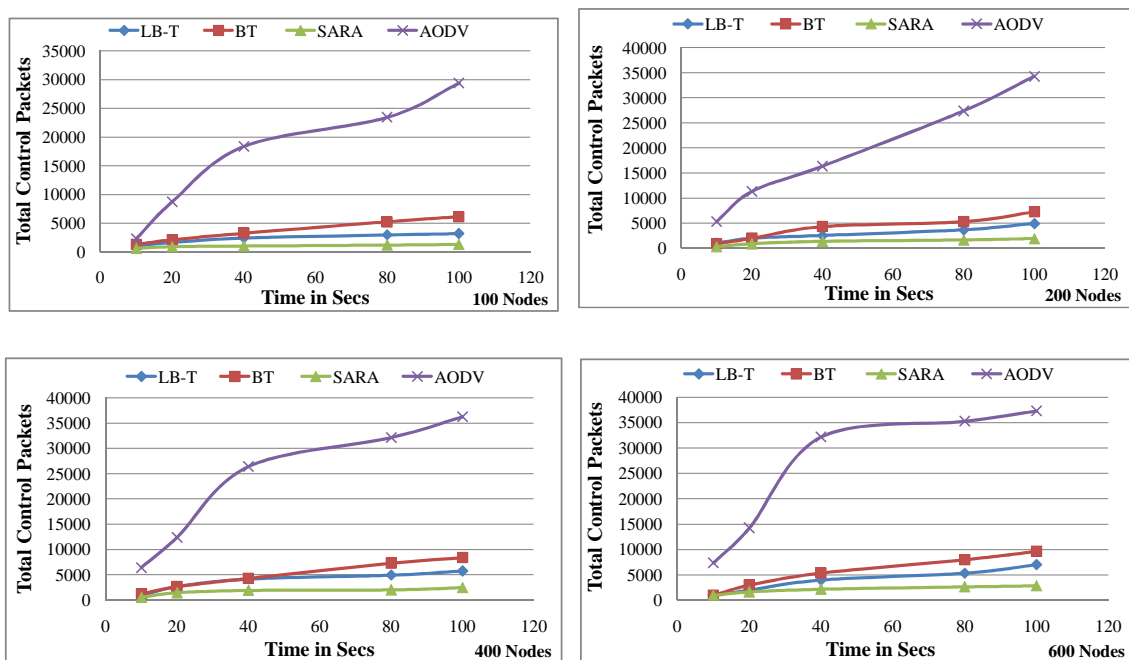 LB-T BT SARA AODV
Total Control Packets
35000
30000
25000
20000
15000
10000
5000
0
0 20 40 60 80 100 120
Time in Secs
100 Nodes
LB-T BT SARA AODV
Total Control Packets
40000
35000
30000
25000
20000
15000
10000
5000
0
0 20 40 60 80 100 120
Time in Secs
200 Nodes
LB-T BT SARA AODV
Total Control Packets
40000
35000
30000
25000
20000
15000
10000
5000
0
0 20 40 60 80 100 120
Time in Secs
400 Nodes
LB-T BT SARA AODV
Total Control Packets
40000
35000
30000
25000
20000
15000
10000
5000
0
0 20 40 60 80 100 120
Time in Secs
600 Nodes